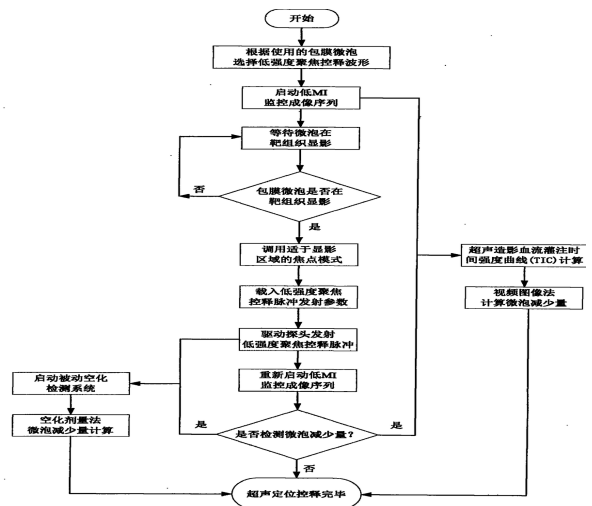 开始
根据使用的包膜微泡
选择低强度聚焦控释波形
启动低MI
监控成像序列
等待微泡在
靶组织显影
包膜微泡是否在
靶组织显影
否
是
调用适于显影
区域的焦点模式
超声造影血流灌注时
间强度曲线(TIC)计算
载入低强度聚焦
控释脉冲发射参数
视频图像法
计算微泡减少量
驱动探头发射
低强度聚焦控释脉冲
启动被动空化
检测系统
重新启动低MI
监控成像序列
空化剂量法
微泡减少量计算
是
是否检测微泡减少量?
是
否
超声定位控释完毕